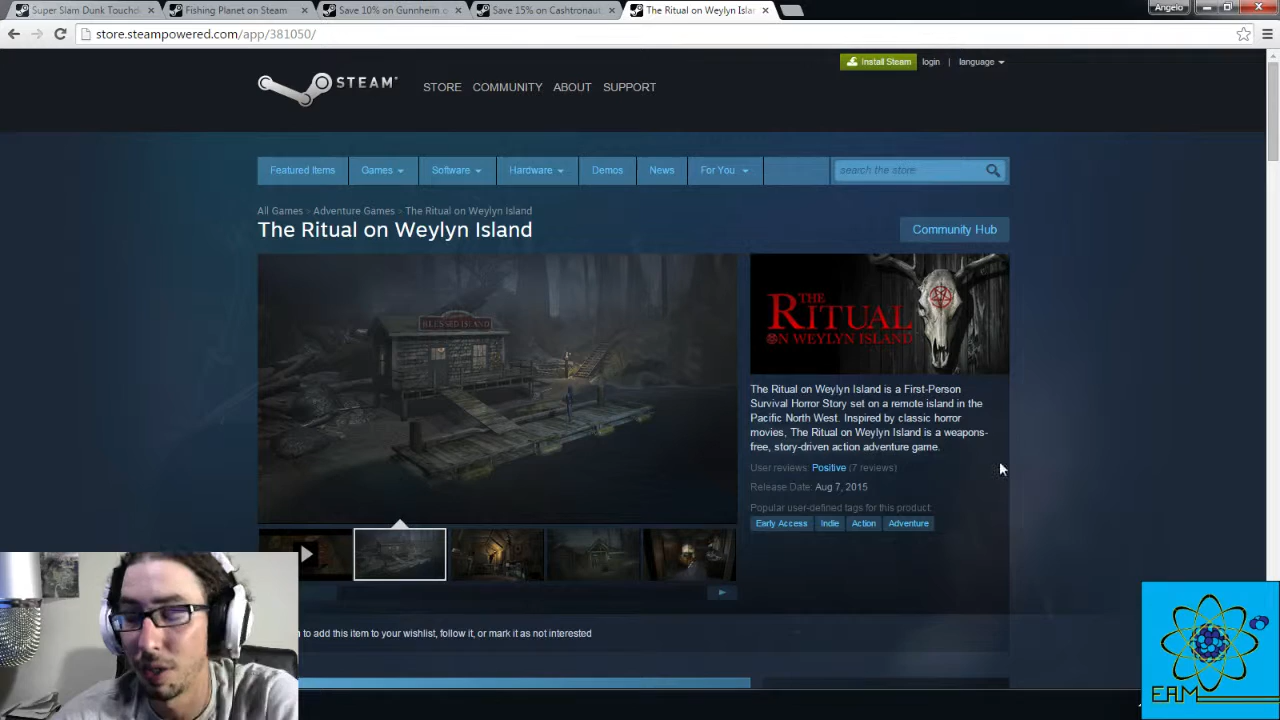 Super Slam Dunk Touchd
Fishing Planet on Steam
Save 10% on Gunnheim o
Save 15% on Cashtronaut
The Ritual on Weylyn Isla
Angelo
store.steampowered.com/app/381050/
Install Steam login | language
STEAM
STORE COMMUNITY ABOUT SUPPORT
Featured Items Games Software Hardware Demos News For You search the store
All Games > Adventure Games > The Ritual on Weylyn Island
The Ritual on Weylyn Island
Community Hub
BLESSED ISLAND
THE
RITUAL
ON WEYLYN ISLAND
The Ritual on Weylyn Island is a First-Person
Survival Horror Story set on a remote island in the
Pacific North West. Inspired by classic horror
movies, The Ritual on Weylyn Island is a weapons-
free, story-driven action adventure game.
User reviews: Positive (7 reviews)
Release Date: Aug 7, 2015
Popular user-defined tags for this product:
Early Access Indie Action Adventure
to add this item to your wishlist, follow it, or mark it as not interested
EAM